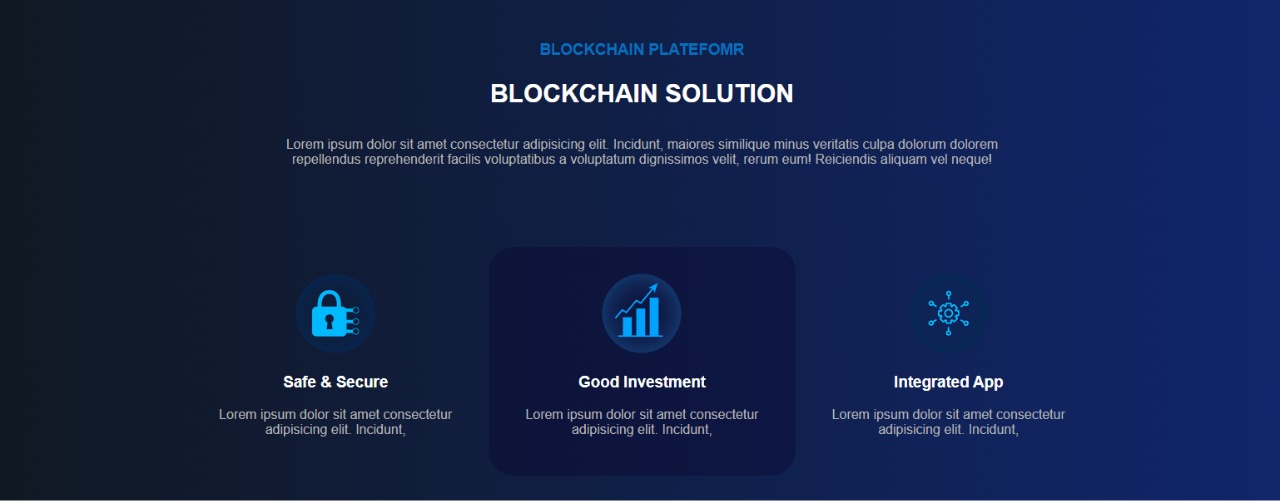 BLOCKCHAIN PLATEFOMR
BLOCKCHAIN SOLUTION
Lorem ipsum dolor sit amet consectetur adipisicing elit. Incidunt, maiores similique minus veritatis culpa dolorum dolorem
repellendus reprehenderit facilis voluptatibus a voluptatum dignissimos velit, rerum eum! Reiciendis aliquam vel neque!
Safe & Secure
Lorem ipsum dolor sit amet consectetur
adipisicing elit. Incidunt,
Good Investment
Lorem ipsum dolor sit amet consectetur
adipisicing elit. Incidunt,
Integrated App
Lorem ipsum dolor sit amet consectetur
adipisicing elit. Incidunt,